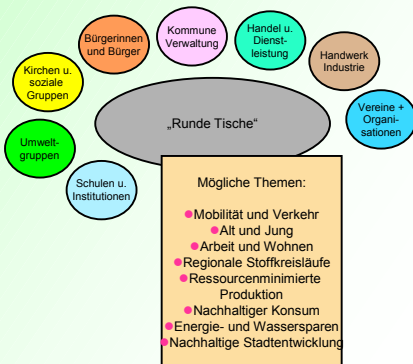 Kommune
Verwaltung
Handel u.
Dienst-
leistung
Bürgerinnen
und Bürger
Handwerk
Industrie
Kirchen u.
soziale
Gruppen
Vereine +
Organi-
sationen
„Runde Tische“
Umwelt-
gruppen
Schulen u.
Institutionen
Mögliche Themen:
●Mobilität und Verkehr
●Alt und Jung
●Arbeit und Wohnen
●Regionale Stoffkreisläufe
●Ressourcenminimierte
Produktion
●Nachhaltiger Konsum
●Energie- und Wassersparen
●Nachhaltige Stadtentwicklung